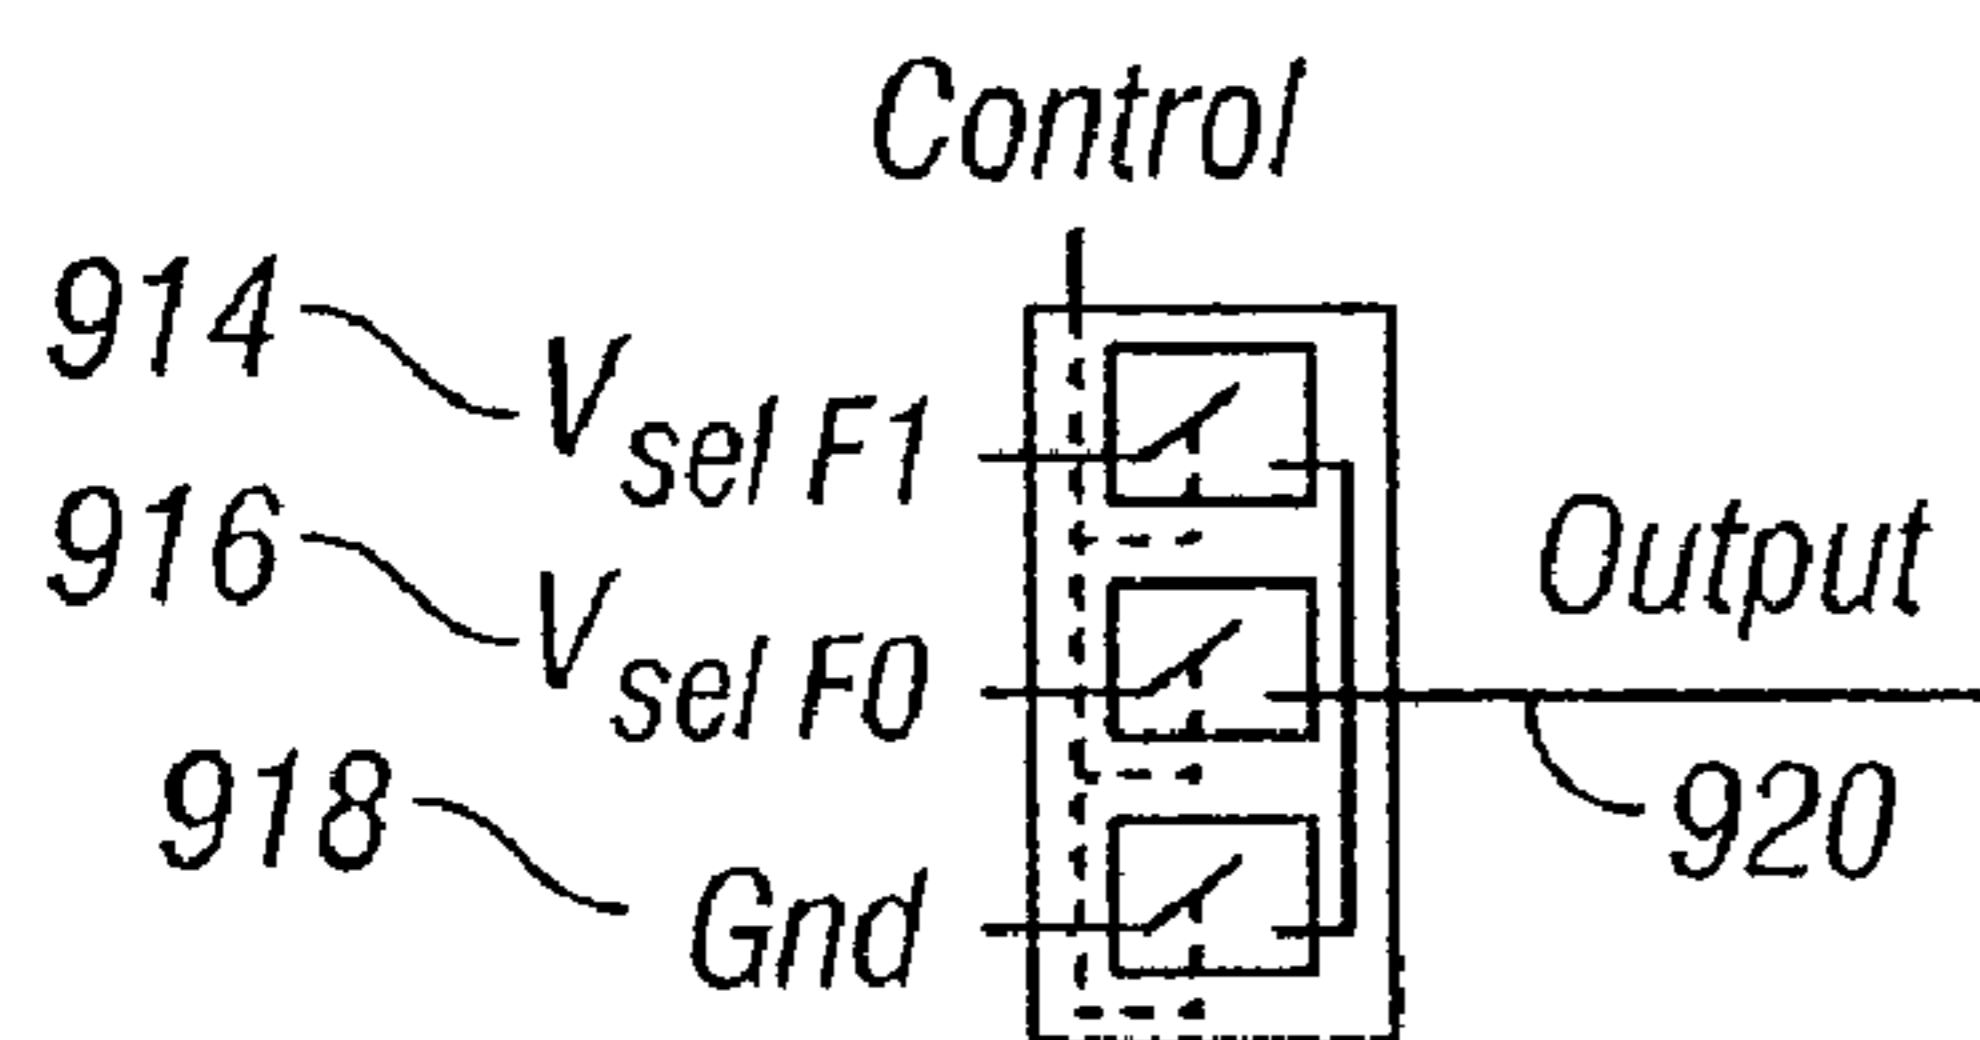 Control
914
V sel F1
916
V sel F0
Output
918
Gnd
920